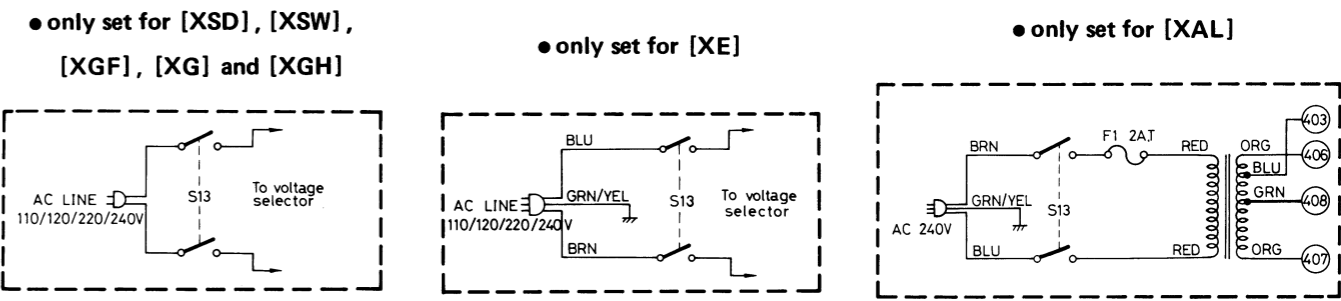 ● only set for [XSD], [XSW],
[XGF], [XG] and [XGH]
AC LINE
110/120/220/240V
S13
To voltage
selector
● only set for [XE]
BLU
AC LINE
GRN/YEL
110/120/220/240V
BRN
S13
To voltage
selector
● only set for [XAL]
BRN
F1 2A,T
RED
ORG
403
406
BLU
GRN/YEL
S13
GRN
408
AC 240V
BLU
RED
ORG
407